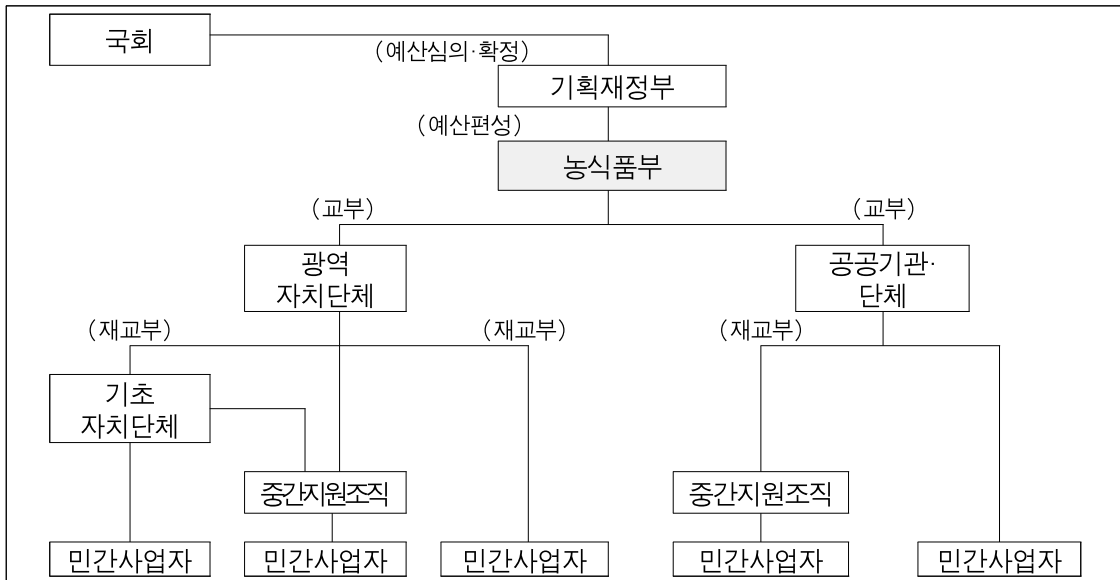 국회
(예산심의·확정)
기획재정부
(예산편성)
농식품부
(교부)
(교부)
광역
자치단체
공공기관·
단체
(재교부)
(재교부)
(재교부)
기초
자치단체
중간지원조직
중간지원조직
민간사업자
민간사업자
민간사업자
민간사업자
민간사업자